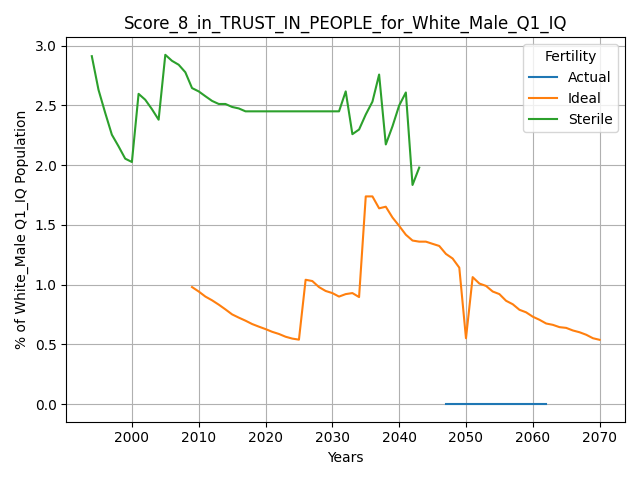 Score_8_in_TRUST_IN_PEOPLE_for_White_Male_Q1_IQ
% of White_Male Q1_IQ Population
3.0
2.5
2.0
1.5
1.0
0.5
0.0
Fertility
Actual
Ideal
Sterile
2000 2010 2020 2030 2040 2050 2060 2070
Years